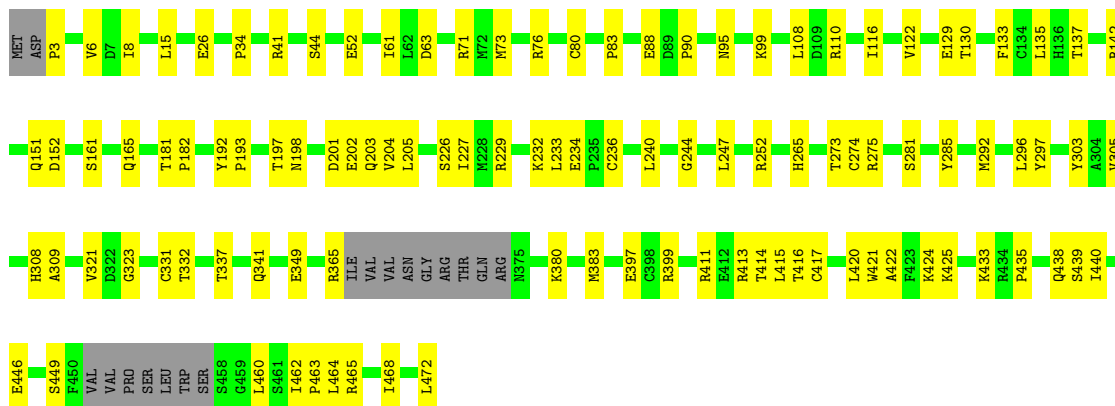 MET ASP P3 V6 D7 I8 L15 E26 P34 R41 S44 E52 I61 L62 D63 R71 M72 M73 R76 C80 P83 E88 D89 P90 N95 K99 L108 D109 R110 I116 V122 E129 T130 F133 C134 L135 H136 T137
Q151 D152 S161 Q165 T181 P182 Y192 P193 T197 N198 D201 E202 Q203 V204 L205 S226 I227 M228 R229 K232 L233 E234 P235 C236 L240 G244 L247 R252 H265 T273 C274 R275 S281 Y285 M292 L296 Y297 Y303 A304
H308 A309 V321 D322 G323 C331 T332 T337 Q341 E349 R365 ILE VAL VAL ASN GLY ARG THR GLN ARG N375 K380 M383 E397 C398 R399 R411 E412 R413 T414 L415 T416 C417 L420 W421 A422 F423 K424 K425 K433 R434 P435 Q438 S439 I440
E446 S449 F450 VAL VAL PRO SER LEU TRP SER S458 G459 L460 S461 I462 P463 L464 R465 I468 L472